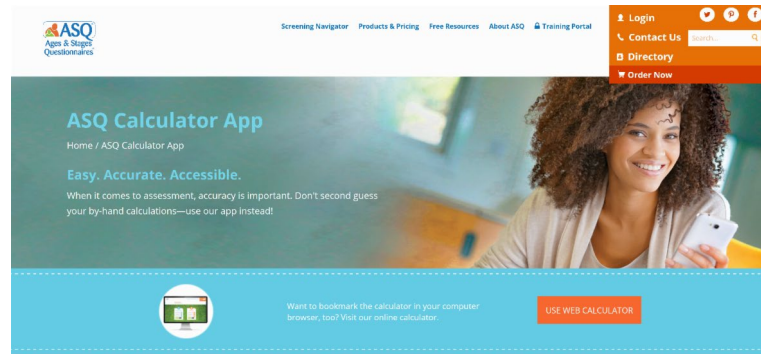 ASQ
Ages & Stages
Questionnaires
Screening Navigator Products & Pricing Free Resources About ASQ Training Portal
Login
Contact Us
Search...
Directory
Order Now
ASQ Calculator App
Home / ASQ Calculator App
Easy. Accurate. Accessible.
When it comes to assessment, accuracy is important. Don't second guess
your by-hand calculations—use our app instead!
Want to bookmark the calculator in your computer
browser, too? Visit our online calculator.
USE WEB CALCULATOR